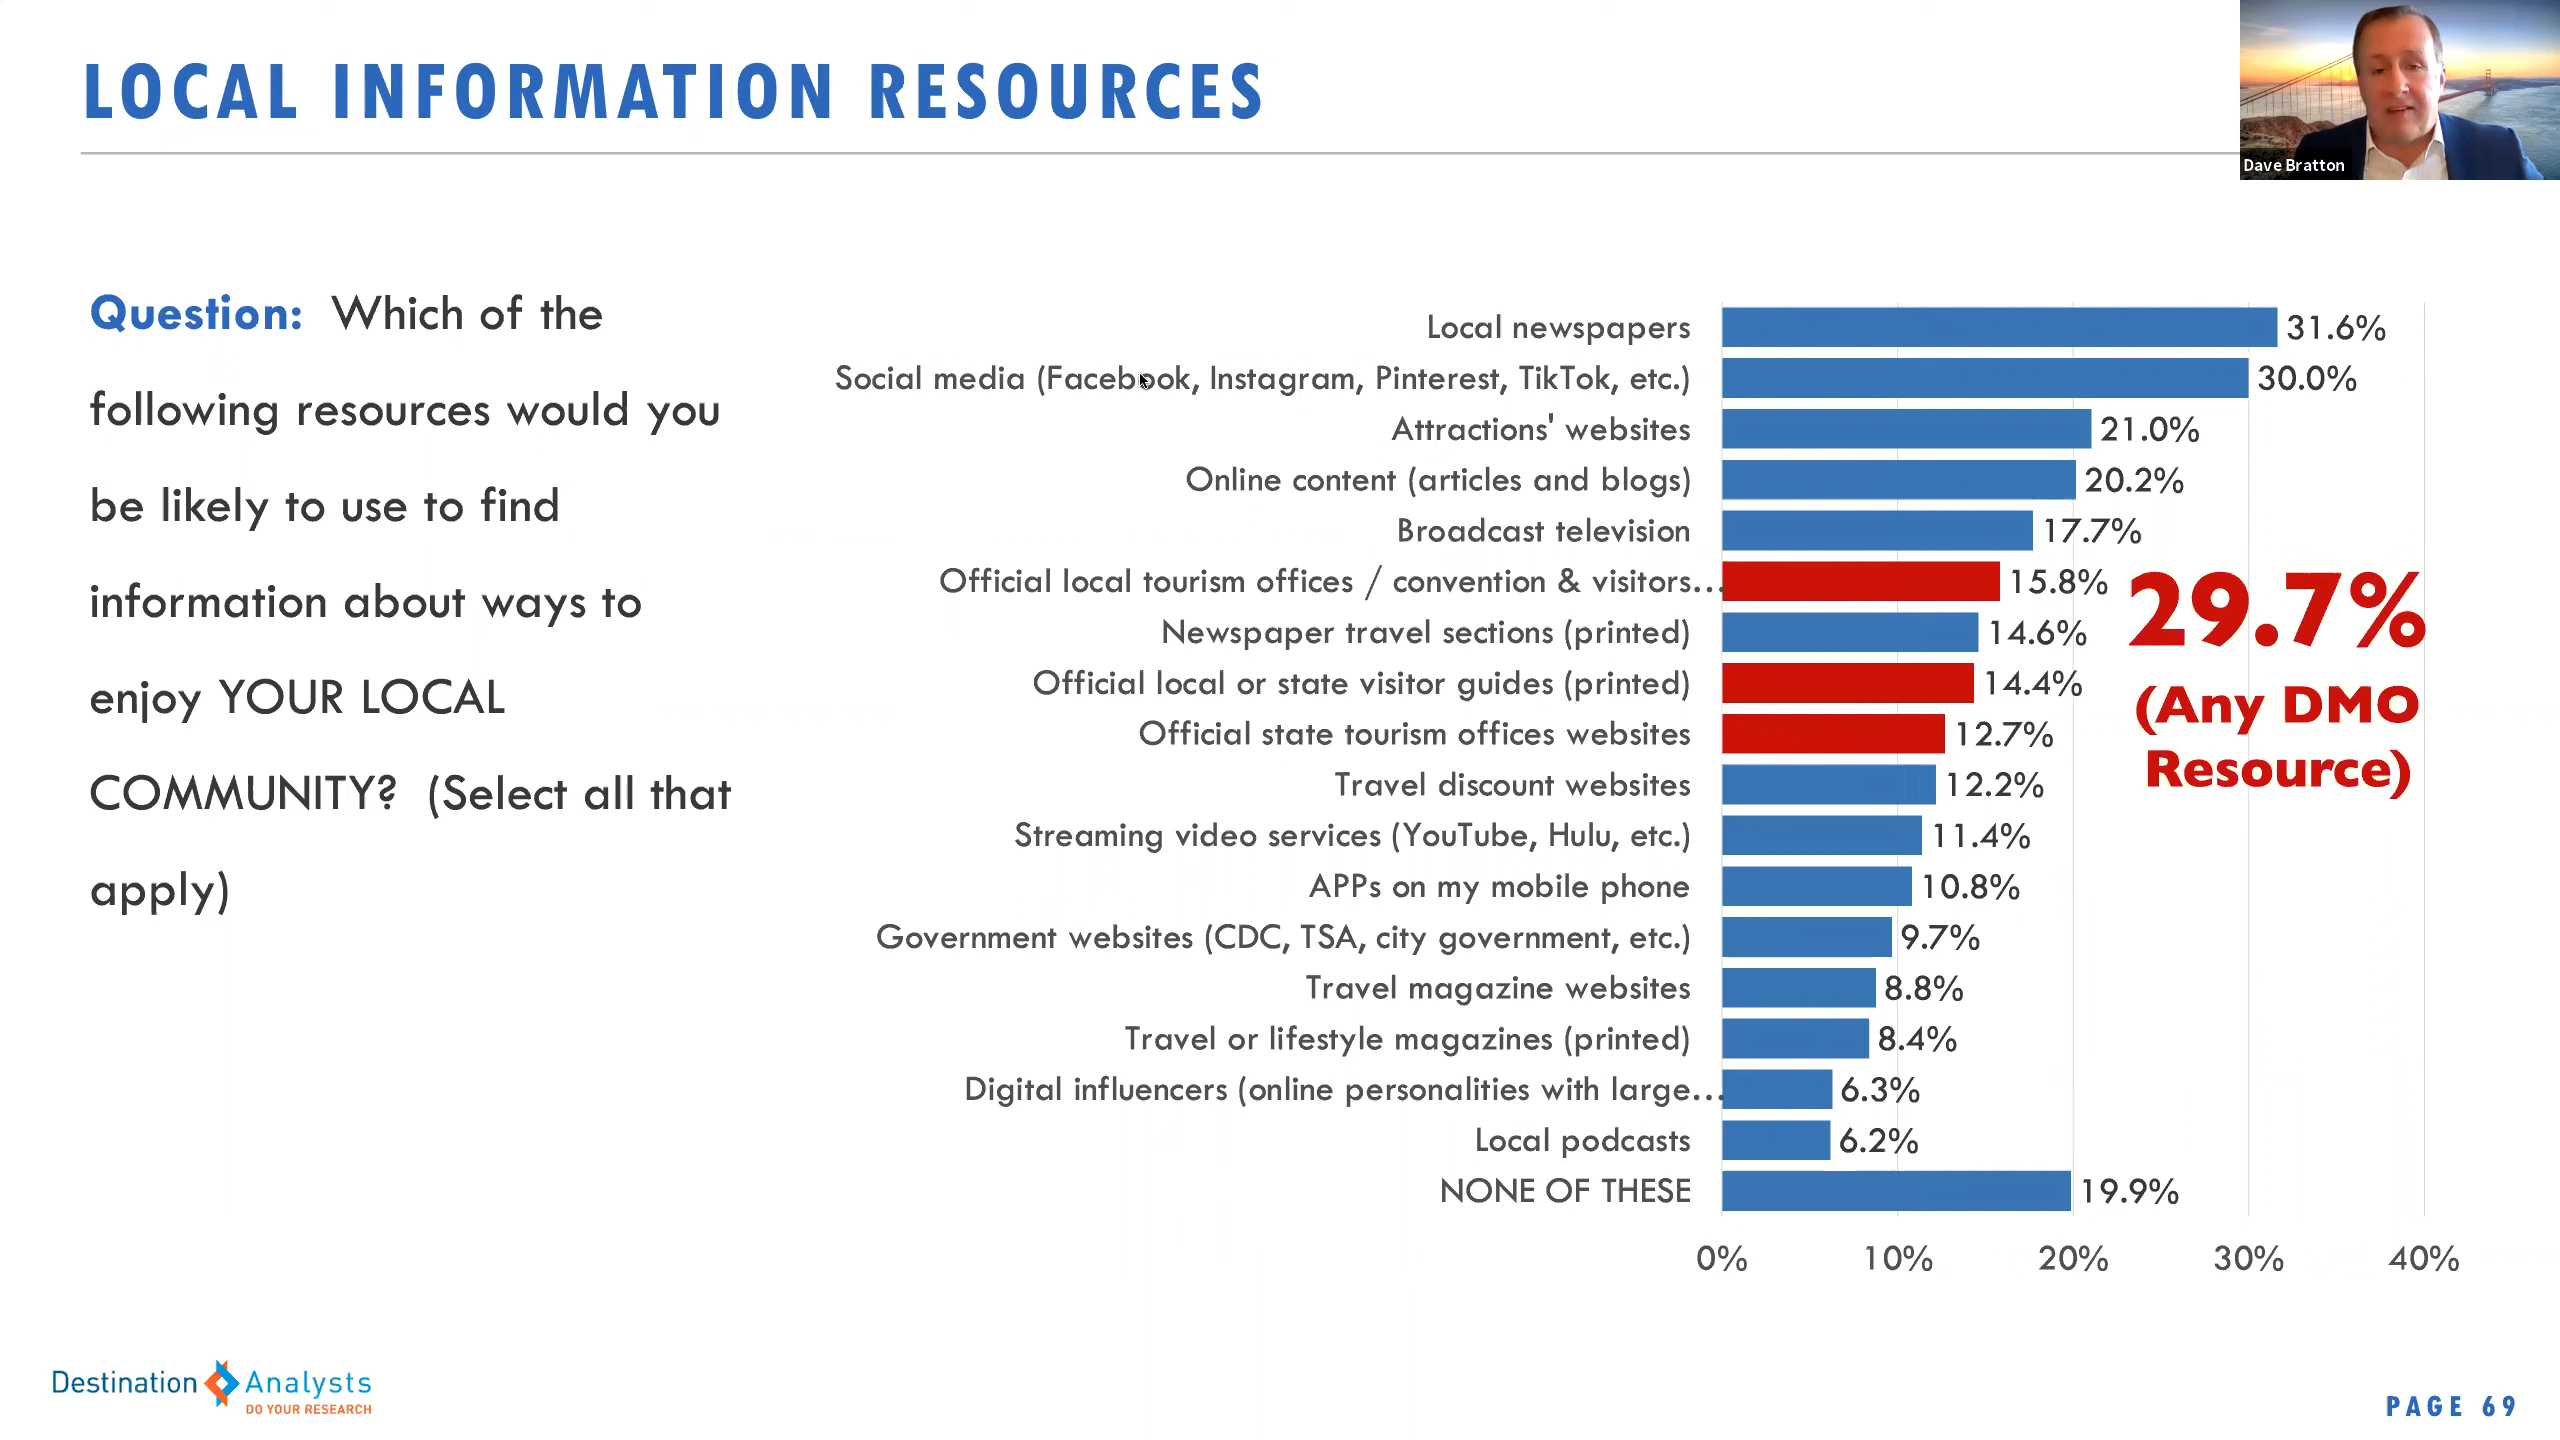 LOCAL INFORMATION RESOURCES
Dave Bratton
Question: Which of the
following resources would you
be likely to use to find
information about ways to
enjoy YOUR LOCAL
COMMUNITY? (Select all that
apply)
Local newspapers 31.6%
Social media (Facebook, Instagram, Pinterest, TikTok, etc.) 30.0%
Attractions' websites 21.0%
Online content (articles and blogs) 20.2%
Broadcast television 17.7%
Official local tourism offices / convention & visitors... 15.8%
Newspaper travel sections (printed) 14.6%
Official local or state visitor guides (printed) 14.4%
Official state tourism offices websites 12.7%
Travel discount websites 12.2%
Streaming video services (YouTube, Hulu, etc.) 11.4%
APPs on my mobile phone 10.8%
Government websites (CDC, TSA, city government, etc.) 9.7%
Travel magazine websites 8.8%
Travel or lifestyle magazines (printed) 8.4%
Digital influencers (online personalities with large... 6.3%
Local podcasts 6.2%
NONE OF THESE 19.9%
0% 10% 20% 30% 40%
29.7%
(Any DMO
Resource)
Destination Analysts
DO YOUR RESEARCH
PAGE 69